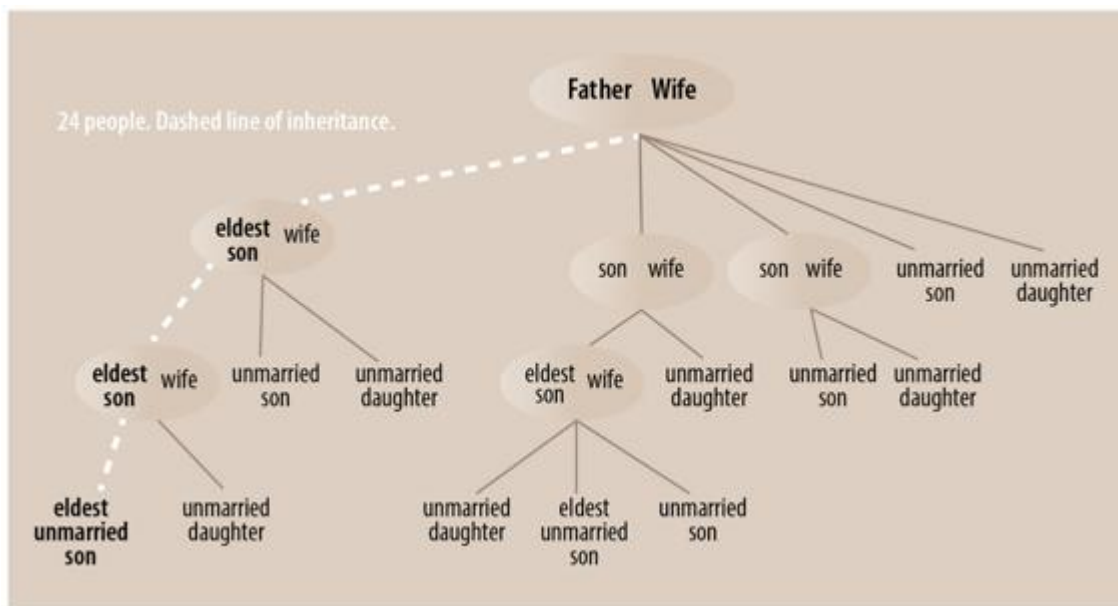 Father Wife
24 people. Dashed line of inheritance.
eldest
son
wife
son wife
son wife
unmarried
son
unmarried
daughter
eldest
son
wife
unmarried
son
unmarried
daughter
eldest
son
wife
unmarried
daughter
unmarried
son
unmarried
daughter
eldest
unmarried
son
unmarried
daughter
unmarried
daughter
eldest
unmarried
son
unmarried
son